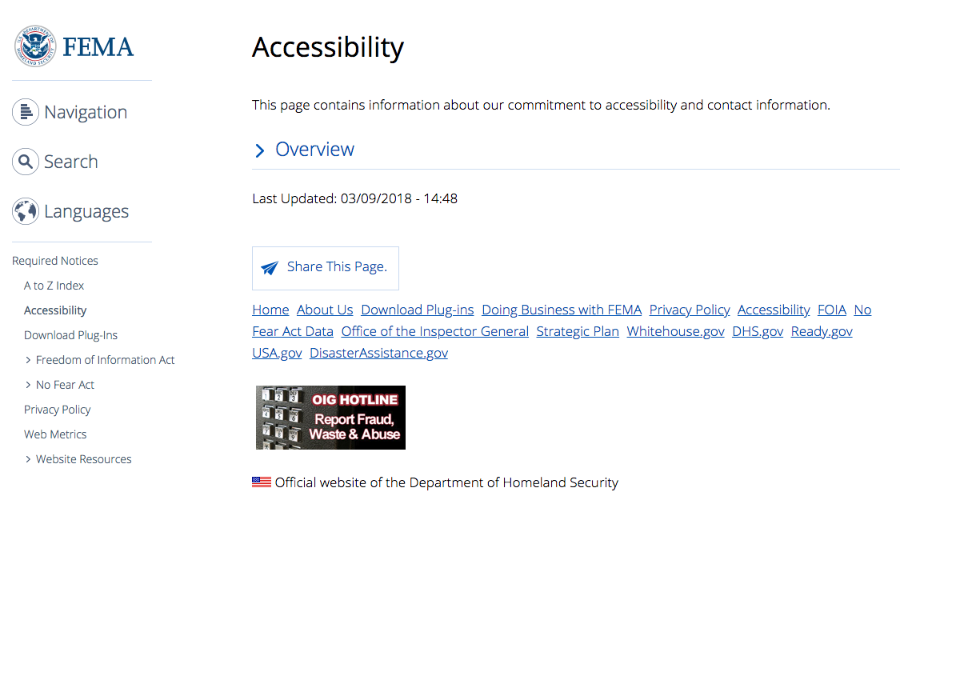 FEMA
Navigation
Search
Languages
Required Notices
A to Z Index
Accessibility
Download Plug-Ins
Freedom of Information Act
No Fear Act
Privacy Policy
Web Metrics
Website Resources
Accessibility
This page contains information about our commitment to accessibility and contact information.
Overview
Last Updated: 03/09/2018 - 14:48
Share This Page.
Home About Us Download Plug-ins Doing Business with FEMA Privacy Policy Accessibility FOIA No
Fear Act Data Office of the Inspector General Strategic Plan Whitehouse.gov DHS.gov Ready.gov
USA.gov DisasterAssistance.gov
OIG HOTLINE
Report Fraud,
Waste & Abuse
Official website of the Department of Homeland Security